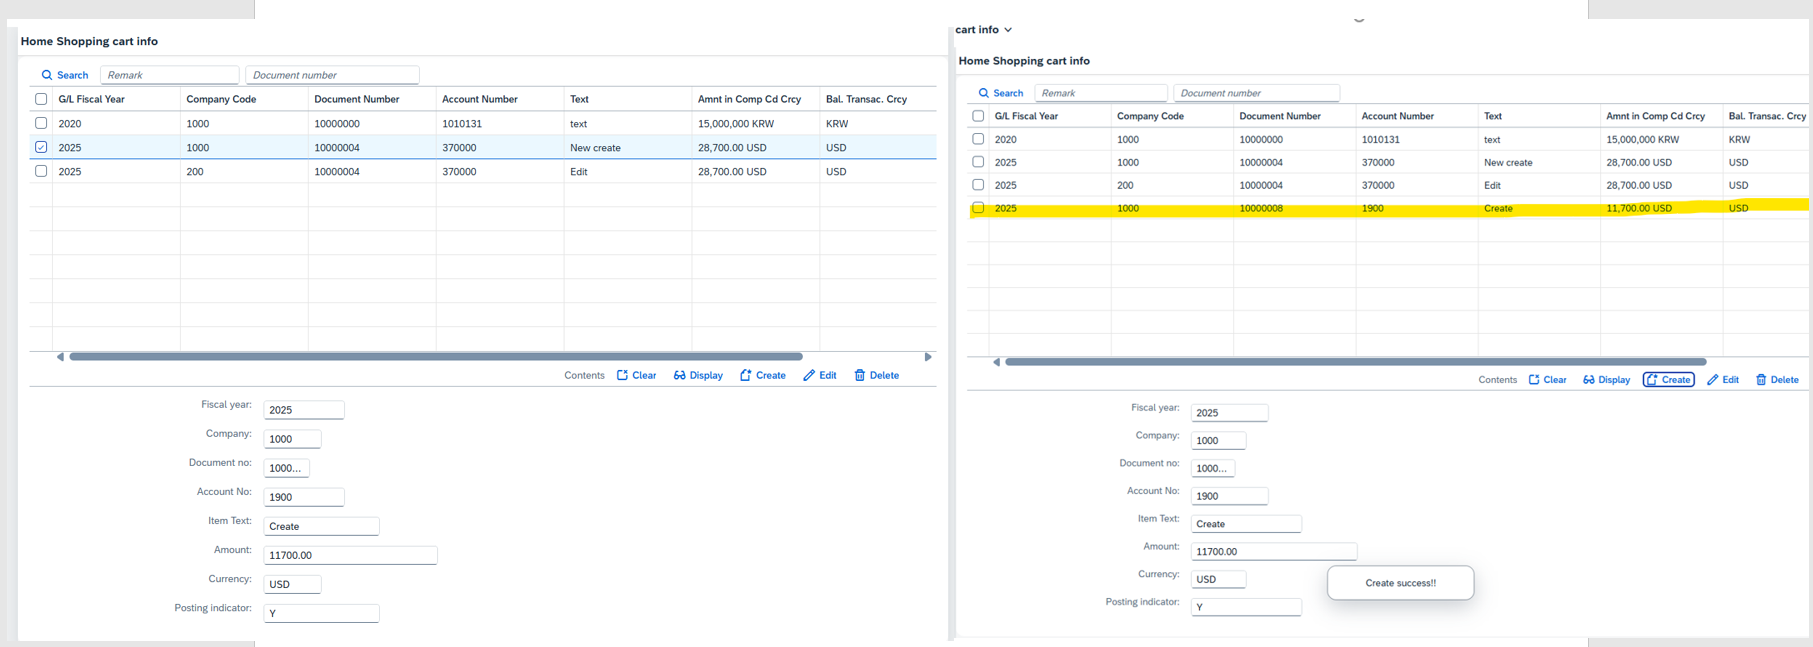 Home Shopping cart info
Search Remark Document number
G/L Fiscal Year Company Code Document Number Account Number Text Amnt in Comp Cd Crcy Bal. Transac. Crcy
2020 1000 10000000 1010131 text 15,000,000 KRW KRW
2025 1000 10000004 370000 New create 28,700.00 USD USD
2025 200 10000004 370000 Edit 28,700.00 USD USD
Contents Clear Display Create Edit Delete
Fiscal year: 2025
Company: 1000
Document no: 1000...
Account No: 1900
Item Text: Create
Amount: 11700.00
Currency: USD
Posting indicator: Y
cart info
Home Shopping cart info
Search Remark Document number
G/L Fiscal Year Company Code Document Number Account Number Text Amnt in Comp Cd Crcy Bal. Transac. Crcy
2020 1000 10000000 1010131 text 15,000,000 KRW KRW
2025 1000 10000004 370000 New create 28,700.00 USD USD
2025 200 10000004 370000 Edit 28,700.00 USD USD
2025 1000 10000008 1900 Create 11,700.00 USD USD
Contents Clear Display Create Edit Delete
Fiscal year: 2025
Company: 1000
Document no: 1000...
Account No: 1900
Item Text: Create
Amount: 11700.00
Currency: USD
Create success!!
Posting indicator: Y